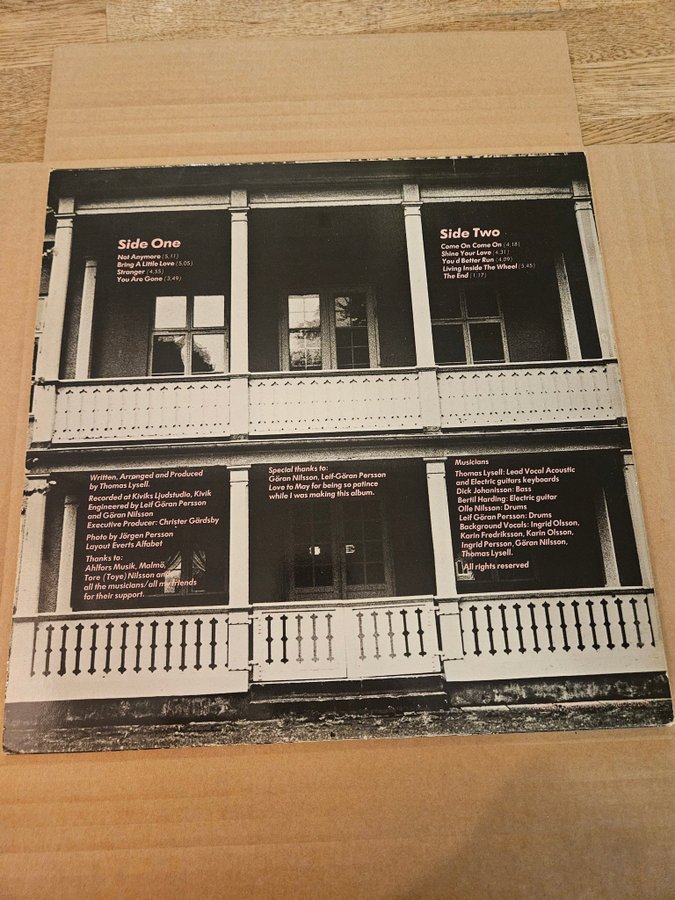 Side One
Not Anymore (5,11)
Bring A Little Love (5,05)
Stranger (4,55)
You Are Gone (3,49)
Side Two
Come On Come On (4,18)
Shine Your Love (4,31)
You'd Better Run (4,09)
Living Inside The Wheel (5,45)
The End (1,17)
Written, Arranged and Produced
by Thomas Lysell.
Recorded at Kiviks Ljudstudio, Kivik
Engineered by Leif Göran Persson
and Göran Nilsson
Executive Producer: Christer Gårdsby
Photo by Jörgen Persson
Layout Everts Alfabet
Thanks to:
Ahlfors Musik, Malmö,
Tore (Toye) Nilsson and
all the musicians/all my friends
for their support.
Special thanks to:
Göran Nilsson, Leif-Göran Persson
Love to May for being so patince
while I was making this album.
Musicians
Thomas Lysell: Lead Vocal Acoustic
and Electric guitars keyboards
Dick Johanisson: Bass
Bertil Harding: Electric guitar
Olle Nilsson: Drums
Leif Göran Persson: Drums
Background Vocals: Ingrid Olsson,
Karin Fredriksson, Karin Olsson,
Ingrid Persson, Göran Nilsson,
Thomas Lysell.
All rights reserved